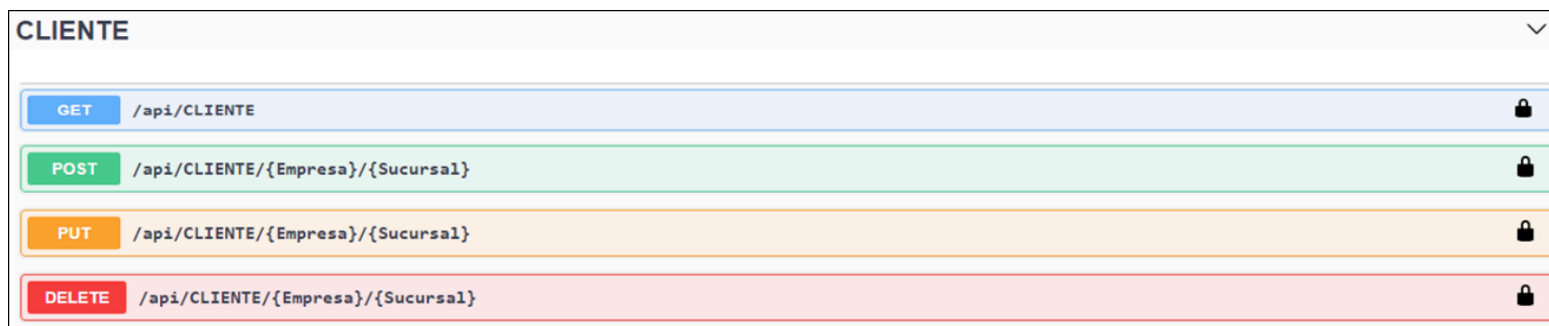 CLIENTE
GET /api/CLIENTE
POST /api/CLIENTE/{Empresa}/{Sucursal}
PUT /api/CLIENTE/{Empresa}/{Sucursal}
DELETE /api/CLIENTE/{Empresa}/{Sucursal}